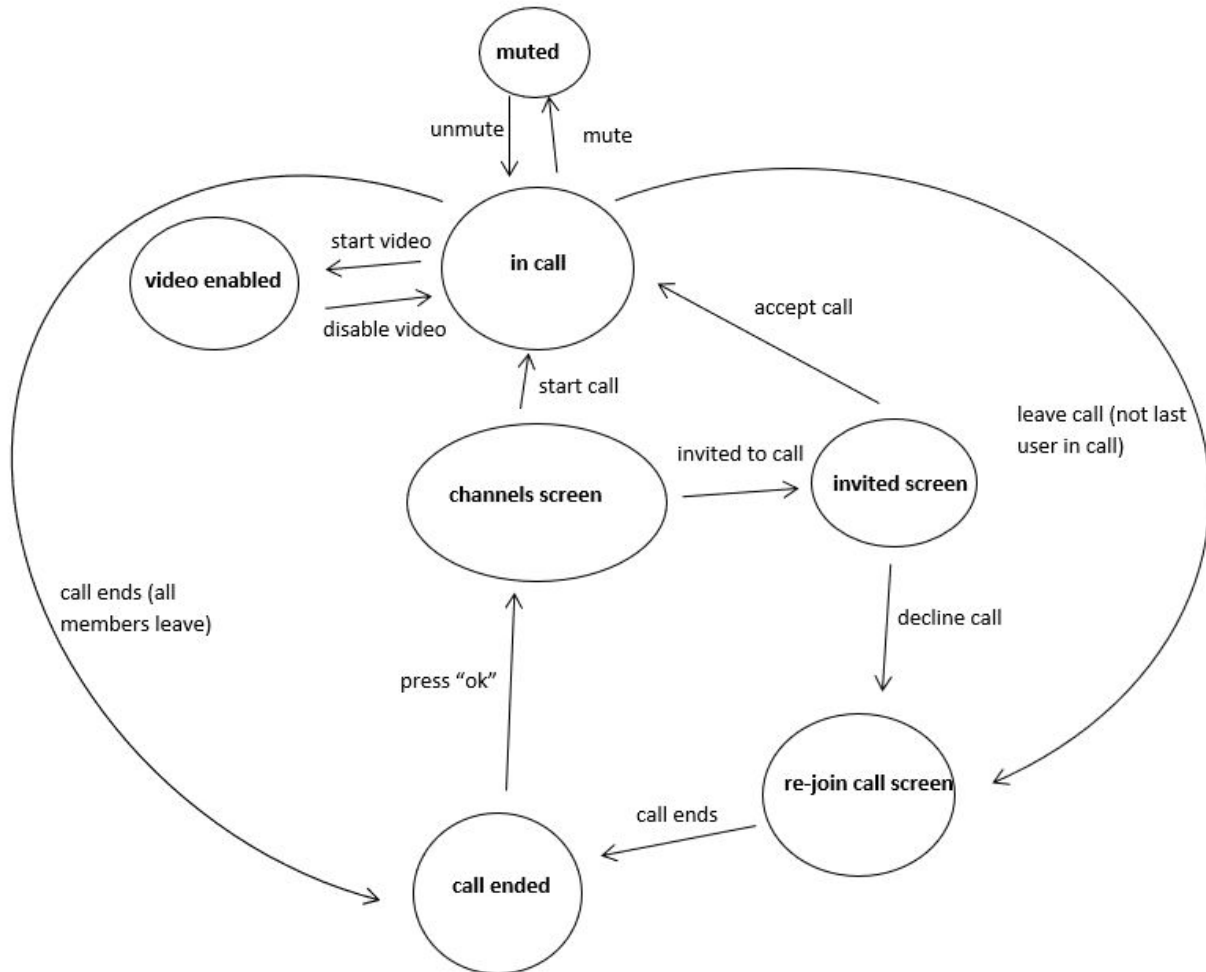 muted
unmute
mute
start video
in call
video enabled
disable video
accept call
start call
leave call (not last
user in call)
invited to call
channels screen
invited screen
call ends (all
members leave)
decline call
press “ok”
re-join call screen
call ends
call ended